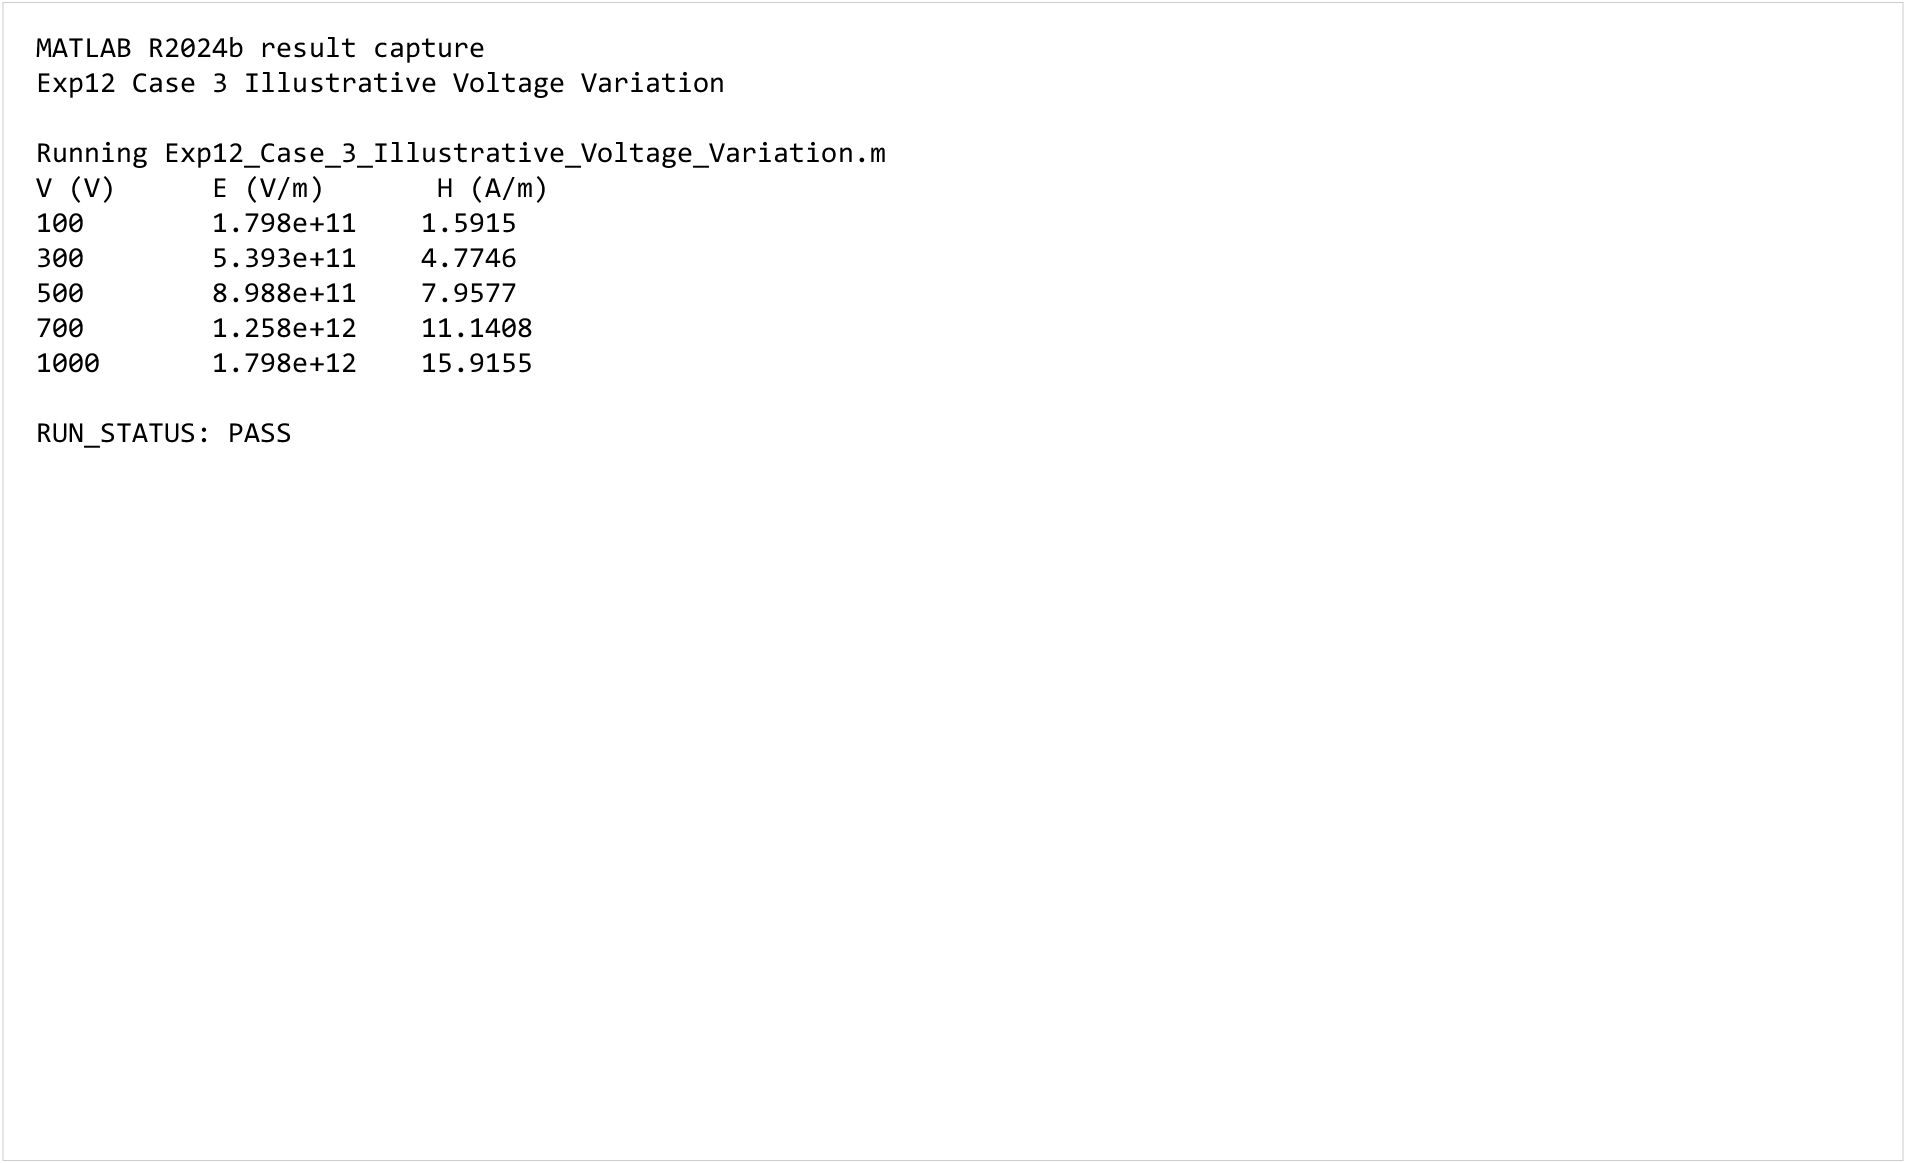 MATLAB R2024b result capture
Exp12 Case 3 Illustrative Voltage Variation
Running Exp12_Case_3_Illustrative_Voltage_Variation.m
V (V)      E (V/m)       H (A/m)
100        1.798e+11    1.5915
300        5.393e+11    4.7746
500        8.988e+11    7.9577
700        1.258e+12    11.1408
1000       1.798e+12    15.9155
RUN_STATUS: PASS